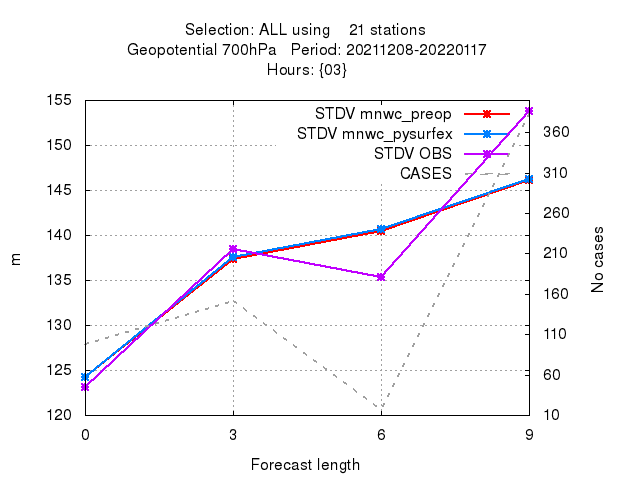 Selection: ALL using    21 stations
Geopotential 700hPa   Period: 20211208-20220117
Hours: {03}
155
150
145
140
135
130
125
120
m
STDV mnwc_preop
STDV mnwc_pysurfex
STDV OBS
CASES
360
310
260
210
160
110
60
10
No cases
0 3 6 9
Forecast length